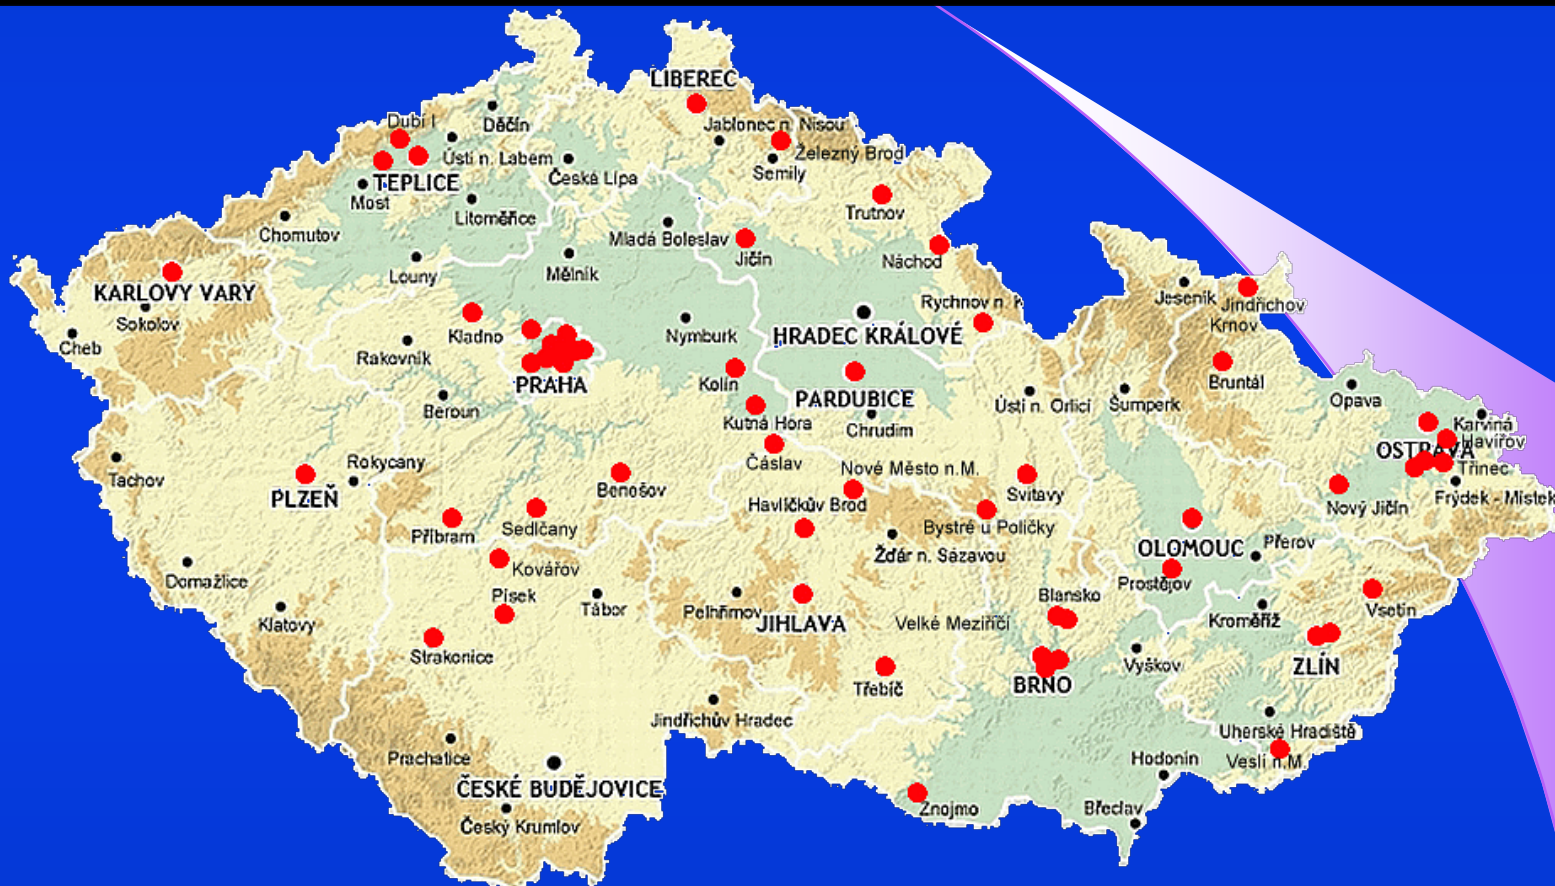 LIBEREC
Dubí I
Děčín
Jablonec n. Nisou
Ústí n. Labem
Železný Brod
Semily
Česká Lípa
TEPLICE
Most
Litoměřice
Trutnov
Chomutov
Mladá Boleslav
Jičín
Náchod
Louny
Mělník
KARLOVY VARY
Sokolov
Cheb
Rychnov n. K
Jeseník
Jindřichov
Krnov
Kladno
Nymburk
HRADEC KRÁLOVÉ
Rakovník
PRAHA
Kolín
Bruntál
PARDUBICE
Opava
Beroun
Ústí n. Orlicí
Šumperk
Kutná Hora
Chrudim
Karviná
Havířov
OSTRAVA
Třinec
Čáslav
Rokycany
Nové Město n.M.
Tachov
PLZEŇ
Benešov
Svitavy
Frýdek - Místek
Nový Jičín
Havlíčkův Brod
Příbram
Sedlčany
Bystré u Poličky
Žďár n. Sázavou
OLOMOUC
Přerov
Kovářov
Domažlice
Prostějov
Písek
Tábor
Pelhřimov
Blansko
Vsetín
Klatovy
JIHLAVA
Velké Meziříčí
Kroměříž
Strakonice
Vyškov
ZLÍN
BRNO
Třebíč
Jindřichův Hradec
Uherské Hradiště
Prachatice
Hodonín
Veslí n.M.
ČESKÉ BUDĚJOVICE
Znojmo
Břeclav
Český Krumlov